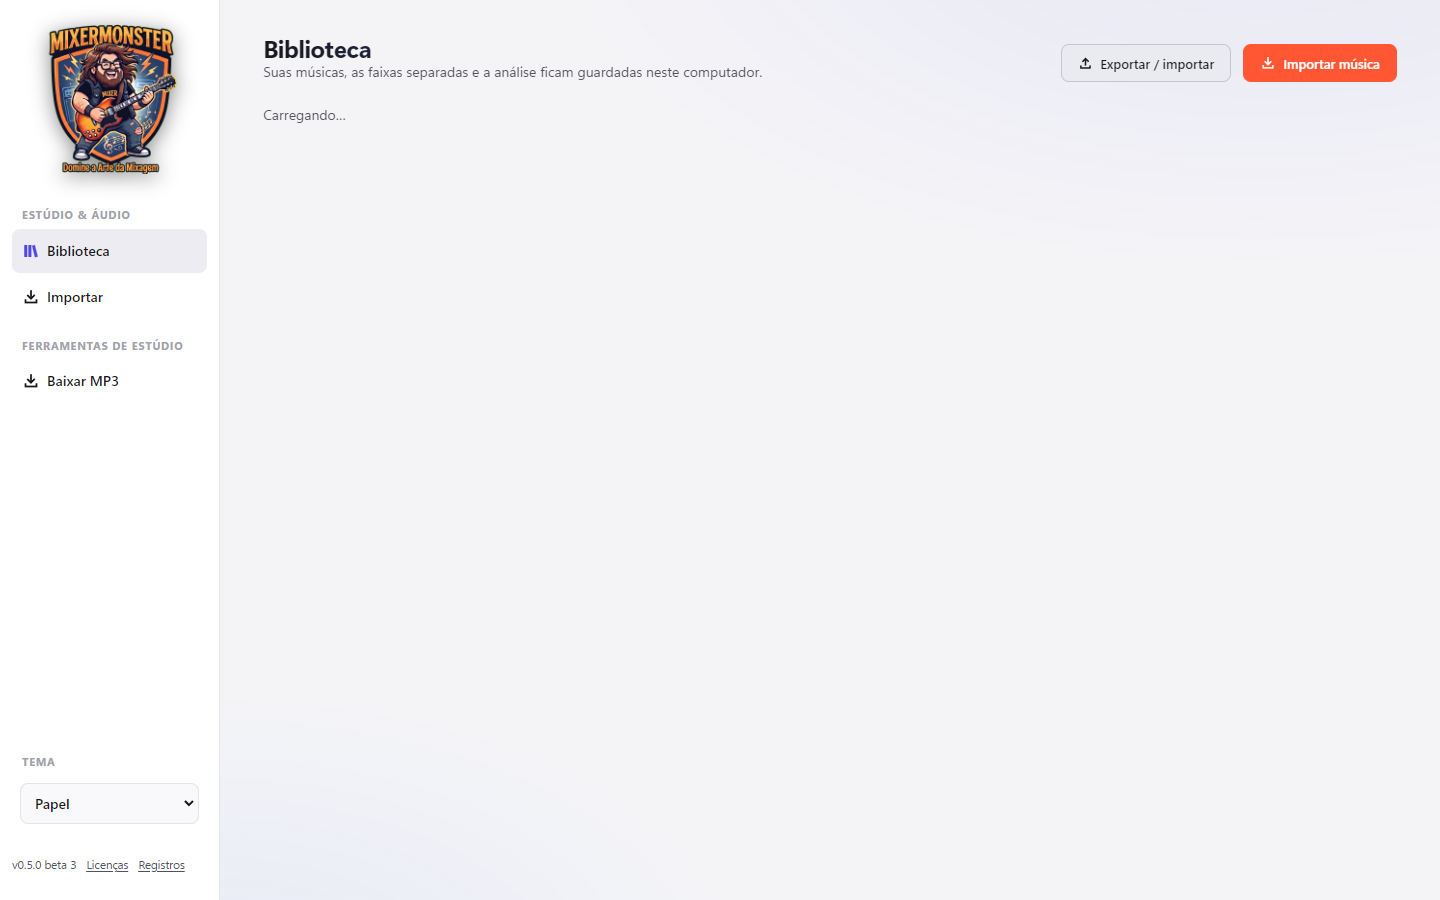 MIXERMONSTER
MIXER
Domine a Arte da Mixagem
ESTÚDIO & ÁUDIO
Biblioteca
Importar
FERRAMENTAS DE ESTÚDIO
Baixar MP3
TEMA
Papel
v0.5.0 beta 3 Licenças Registros
Biblioteca
Suas músicas, as faixas separadas e a análise ficam guardadas neste computador.
Exportar / importar
Importar música
Carregando...